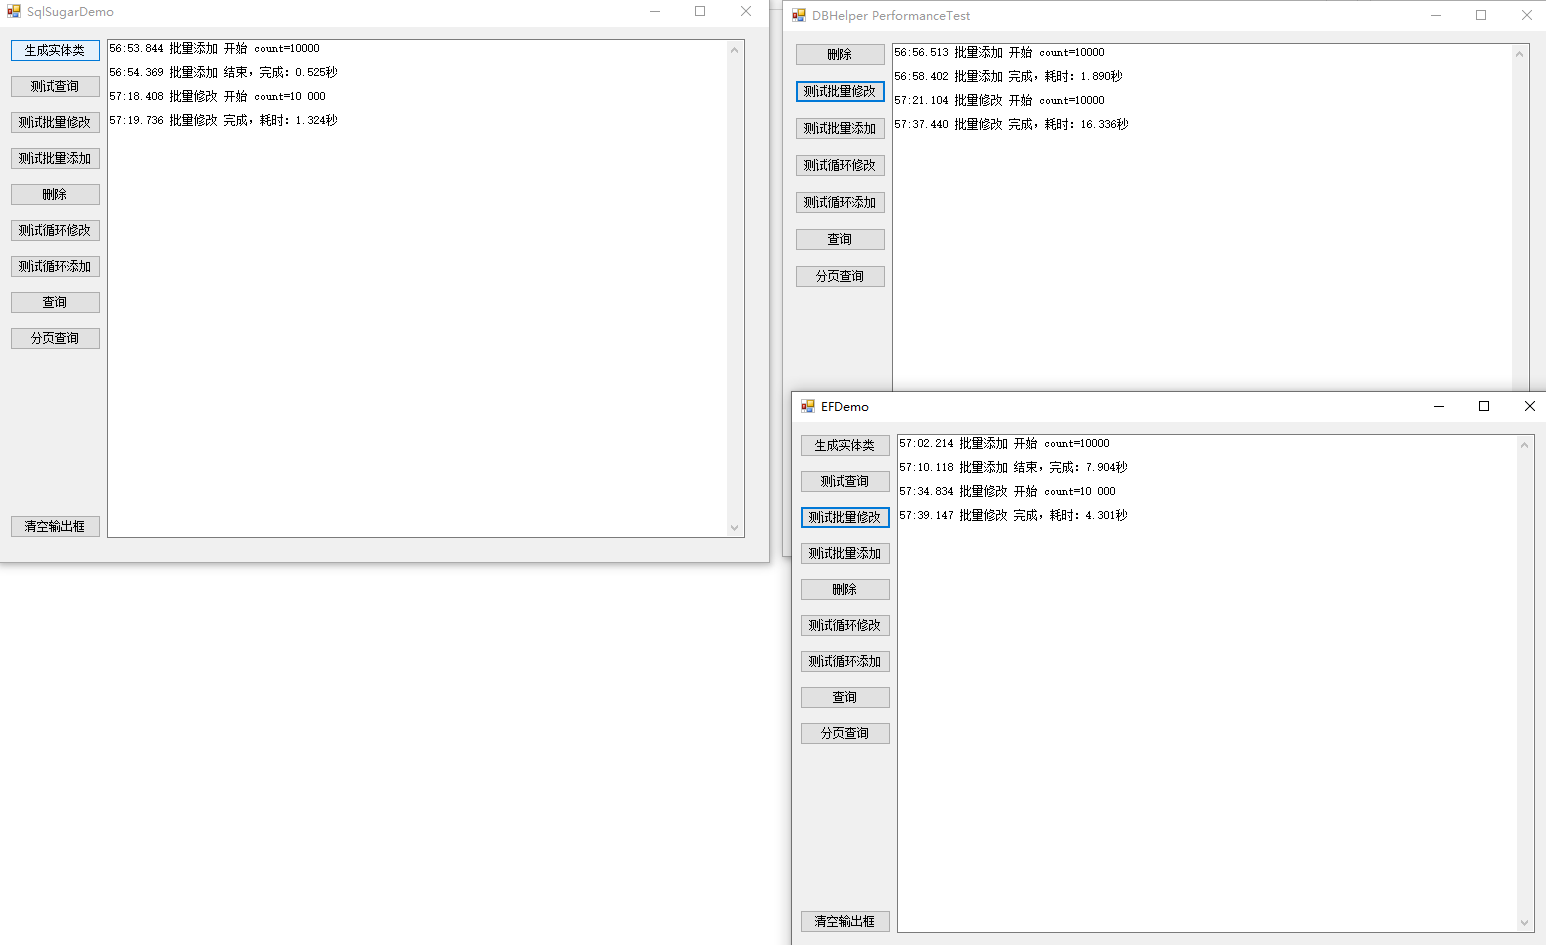 SqlSugarDemo
生成实体类
测试查询
测试批量修改
测试批量添加
删除
测试循环修改
测试循环添加
查询
分页查询
清空输出框
56:53.844 批量添加 开始 count=10000
56:54.369 批量添加 结束，完成：0.525秒
57:18.408 批量修改 开始 count=10 000
57:19.736 批量修改 完成，耗时：1.324秒
DBHelper PerformanceTest
删除
测试批量修改
测试批量添加
测试循环修改
测试循环添加
查询
分页查询
56:56.513 批量添加 开始 count=10000
56:58.402 批量添加 完成，耗时：1.890秒
57:21.104 批量修改 开始 count=10000
57:37.440 批量修改 完成，耗时：16.336秒
EFDemo
生成实体类
测试查询
测试批量修改
测试批量添加
删除
测试循环修改
测试循环添加
查询
分页查询
清空输出框
57:02.214 批量添加 开始 count=10000
57:10.118 批量添加 结束，完成：7.904秒
57:34.834 批量修改 开始 count=10 000
57:39.147 批量修改 完成，耗时：4.301秒